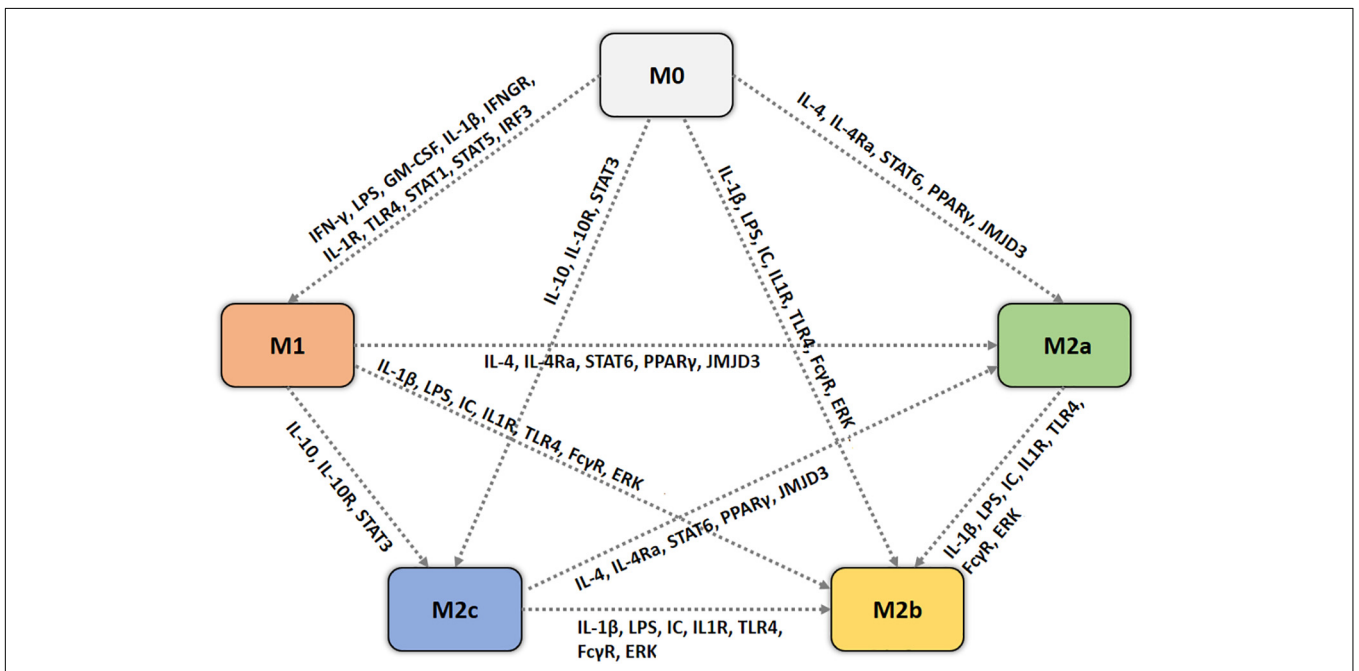 M0
IFN-γ, LPS, GM-CSF, IL-1β, IFNGR,
IL-1R, TLR4, STAT1, STAT5, IRF3
IL-10, IL-10R, STAT3
IL-1β, LPS, IC, IL1R, TLR4, FcγR, ERK
IL-4, IL-4Ra, STAT6, PPARγ, JMJD3
M1
IL-4, IL-4Ra, STAT6, PPARγ, JMJD3
M2a
IL-10, IL-10R, STAT3
IL-1β, LPS, IC, IL1R, TLR4, FcγR, ERK
IL-4, IL-4Ra, STAT6, PPARγ, JMJD3
IL-1β, LPS, IC, IL1R, TLR4,
FcγR, ERK
M2c
IL-1β, LPS, IC, IL1R, TLR4,
FcγR, ERK
M2b